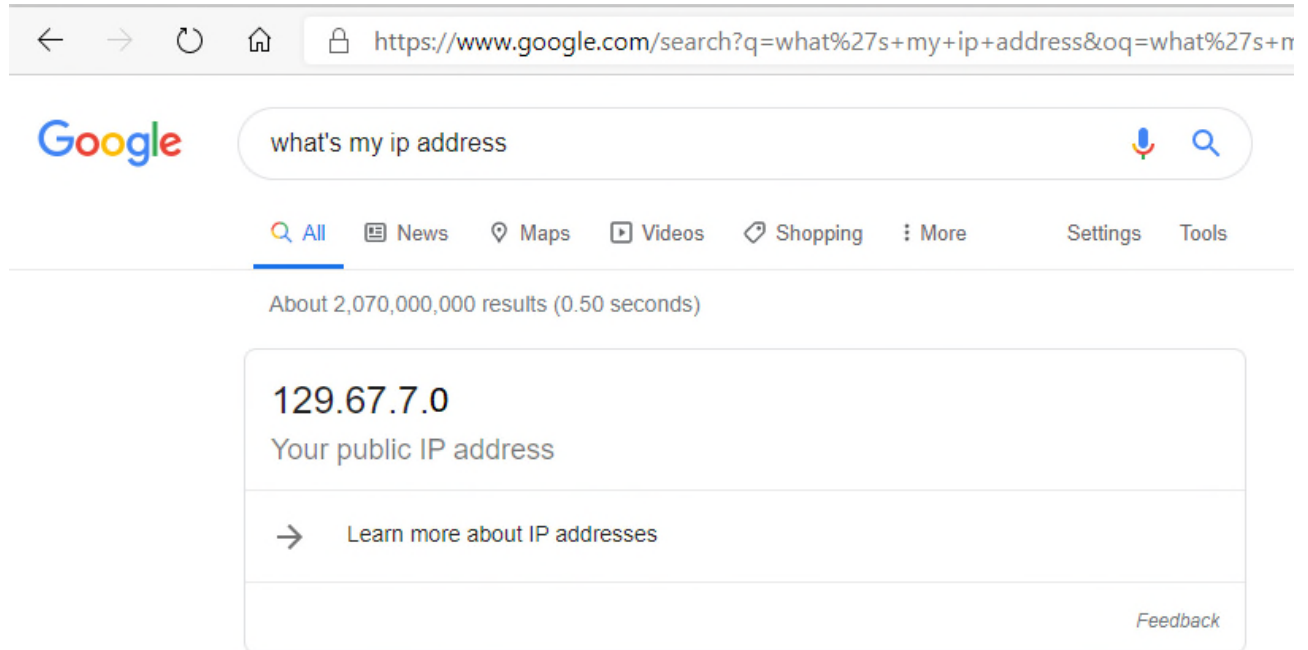 https://www.google.com/search?q=what%27s+my+ip+address&oq=what%27s+
Google what's my ip address
All News Maps Videos Shopping More Settings Tools
About 2,070,000,000 results (0.50 seconds)
129.67.7.0
Your public IP address
Learn more about IP addresses
Feedback